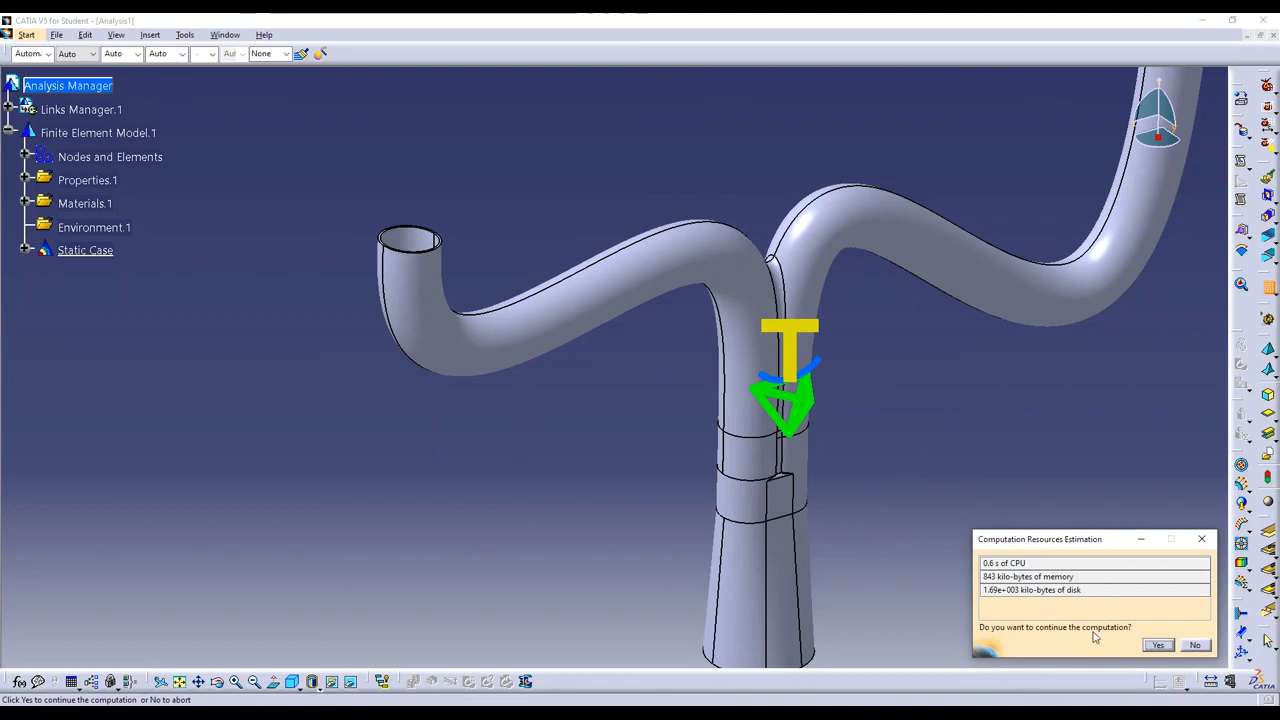 CATIA V5 for Student - [Analysis1]
Start File Edit View Insert Tools Window Help
Autom. Auto Auto Auto - Aut None
Analysis Manager
Links Manager.1
Finite Element Model.1
Nodes and Elements
Properties.1
Materials.1
Environment.1
Static Case
Computation Resources Estimation
0.6 s of CPU
843 kilo-bytes of memory
1.69e+003 kilo-bytes of disk
Do you want to continue the computation?
Yes No
f(x)
Click Yes to continue the computation or No to abort
CATIA